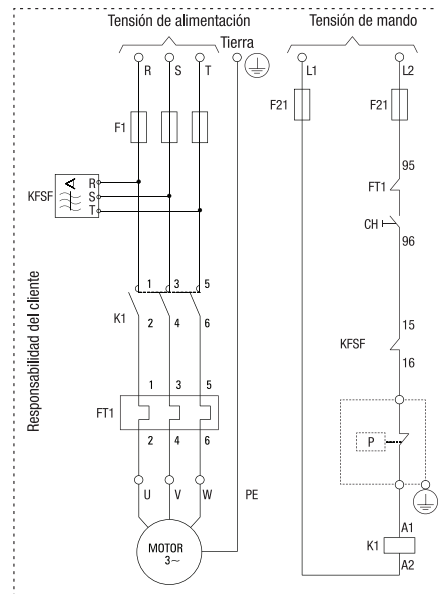 Tensión de alimentación
Tensión de mando
Tierra
R
S
T
L1
L2
F1
F21
F21
95
FT1
CH
96
KFSF
R
S
T
Responsabilidad del cliente
1
3
5
K1
2
4
6
15
KFSF
16
1
3
5
FT1
2
4
6
P
U
V
W
PE
MOTOR
3~
A1
K1
A2